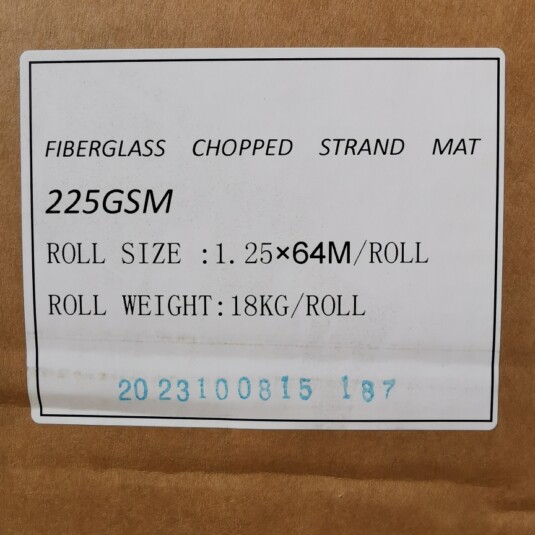 FIBERGLASS CHOPPED STRAND MAT
225GSM
ROLL SIZE :1.25×64M/ROLL
ROLL WEIGHT:18KG/ROLL
2023100815 187